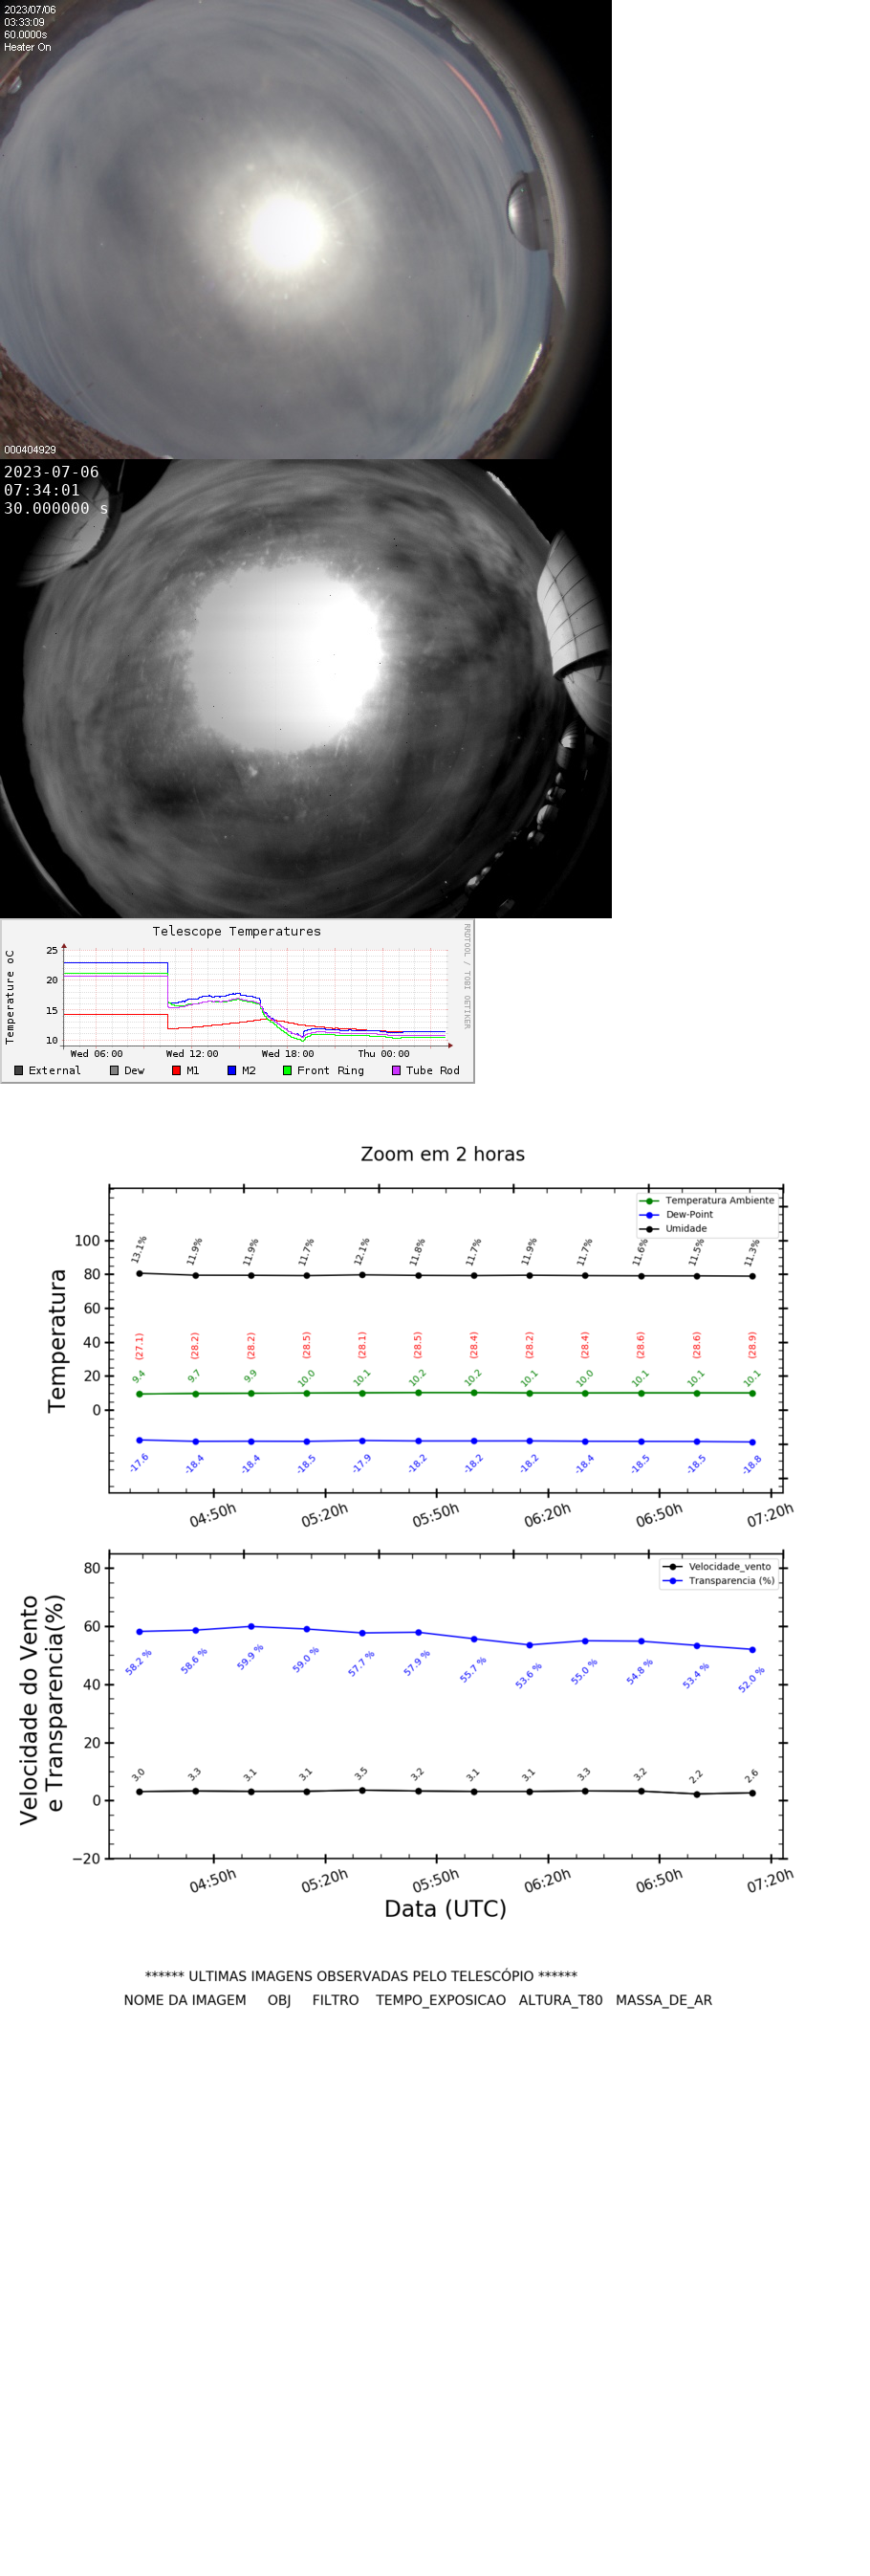 2023/07/06
03:33:09
60.0000s
Heater On
000404929
2023-07-06
07:34:01
30.000000 s
Telescope Temperatures
RRDTOOL / TOBI OETIKER
Temperature oC
25
20
15
10
Wed 06:00 Wed 12:00 Wed 18:00 Thu 00:00
External Dew M1 M2 Front Ring Tube Rod
Zoom em 2 horas
Temperatura Ambiente
Dew-Point
Umidade
Temperatura
100
80
60
40
20
0
13.1% 11.9% 11.9% 11.7% 12.1% 11.8% 11.7% 11.9% 11.7% 11.6% 11.5% 11.3%
(27.1) (28.2) (28.2) (28.5) (28.1) (28.5) (28.4) (28.2) (28.4) (28.6) (28.6) (28.9)
9.4 9.7 9.9 10.0 10.1 10.2 10.2 10.1 10.0 10.1 10.1 10.1
-17.6 -18.4 -18.4 -18.5 -17.9 -18.2 -18.2 -18.2 -18.4 -18.5 -18.5 -18.8
04:50h 05:20h 05:50h 06:20h 06:50h 07:20h
Velocidade_vento
Transparencia (%)
Velocidade do Vento
e Transparencia(%)
80
60
40
20
0
−20
58.2 % 58.6 % 59.9 % 59.0 % 57.7 % 57.9 % 55.7 % 53.6 % 55.0 % 54.8 % 53.4 % 52.0 %
3.0 3.3 3.1 3.1 3.5 3.2 3.1 3.1 3.3 3.2 2.2 2.6
04:50h 05:20h 05:50h 06:20h 06:50h 07:20h
Data (UTC)
****** ULTIMAS IMAGENS OBSERVADAS PELO TELESCÓPIO ******
NOME DA IMAGEM OBJ FILTRO TEMPO_EXPOSICAO ALTURA_T80 MASSA_DE_AR